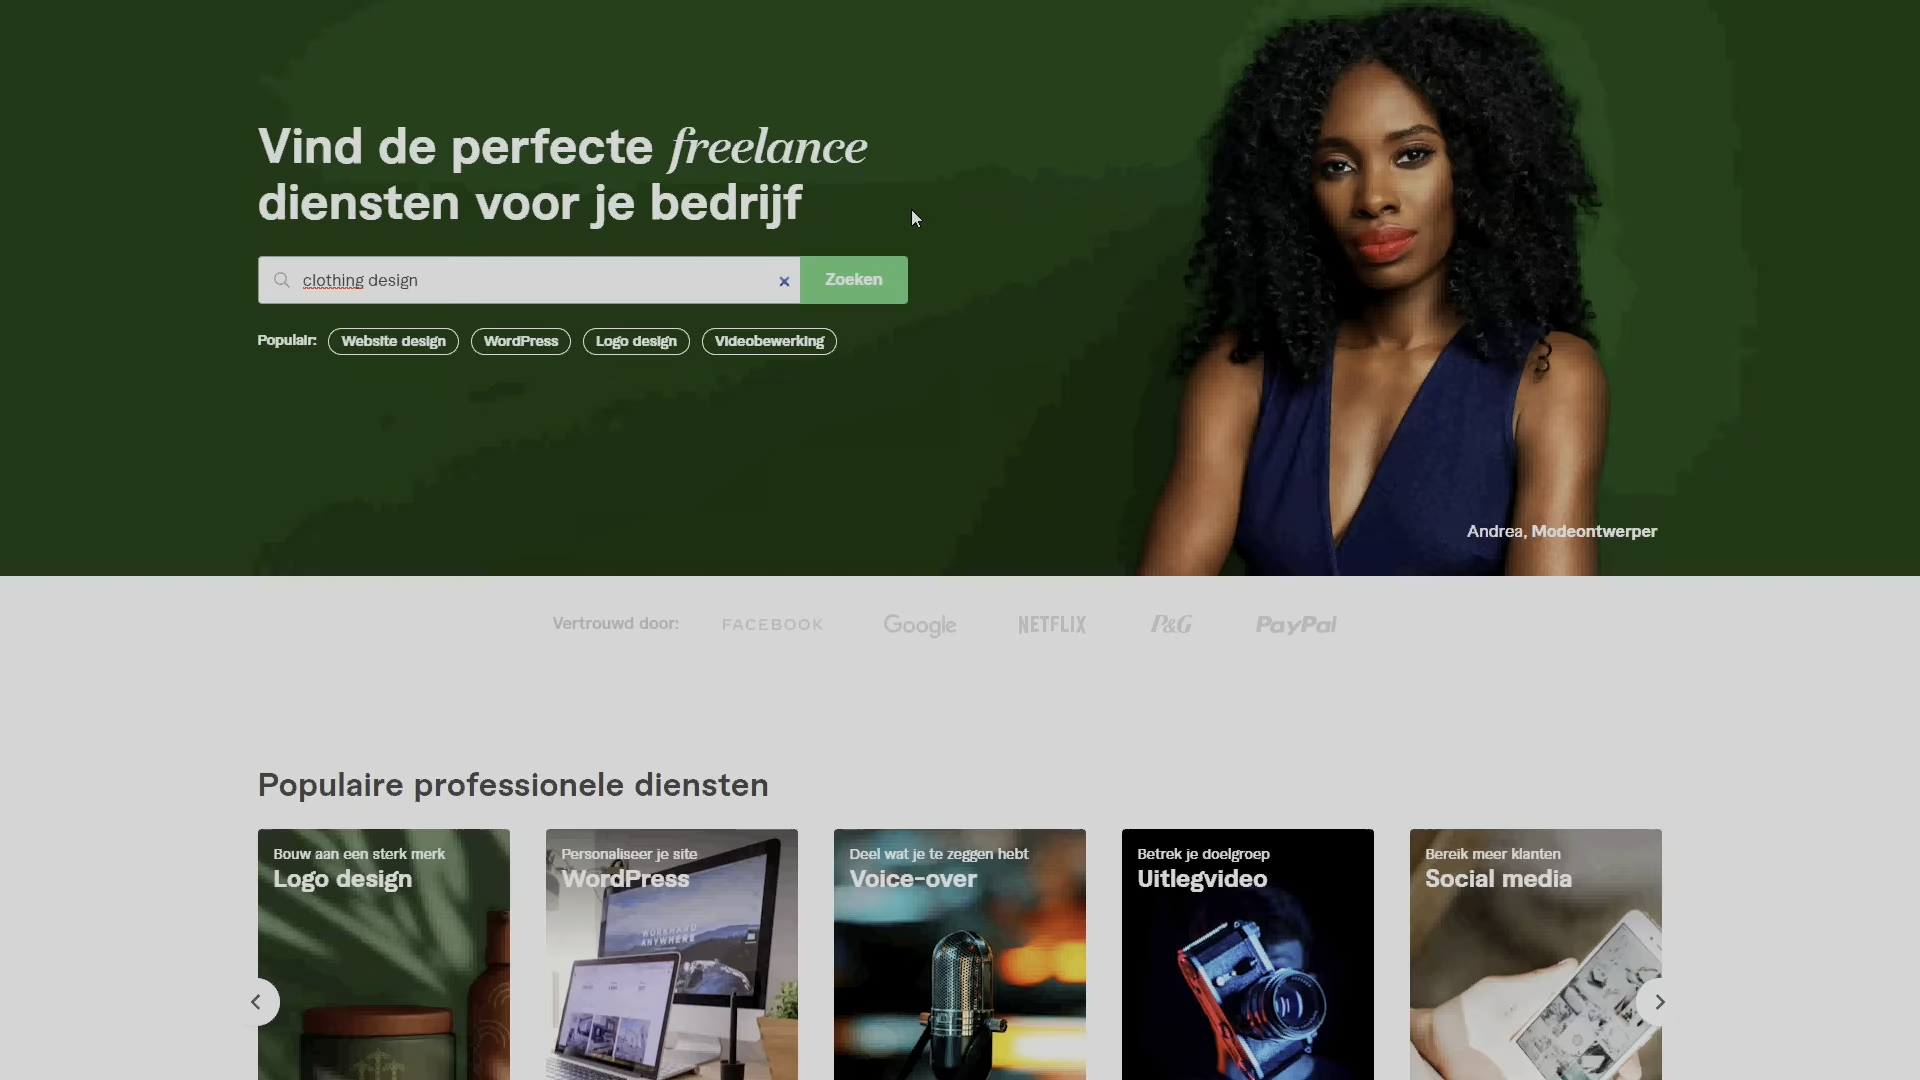 Vind de perfecte freelance
diensten voor je bedrijf
clothing design
Zoeken
Populair:
Website design
WordPress
Logo design
Videobewerking
Andrea, Modeontwerper
Vertrouwd door:
FACEBOOK
Google
NETFLIX
P&G
PayPal
Populaire professionele diensten
Bouw aan een sterk merk
Logo design
Personaliseer je site
WordPress
WORKHARD
ANYWHERE
Deel wat je te zeggen hebt
Voice-over
Betrek je doelgroep
Uitlegvideo
Bereik meer klanten
Social media